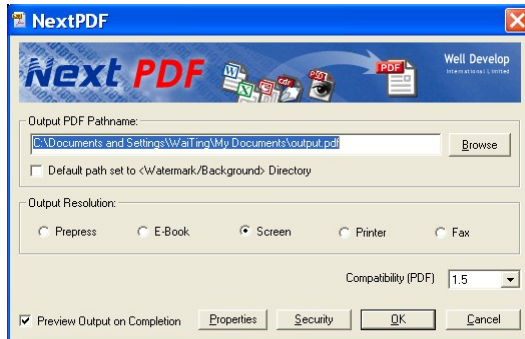 NextPDF
Next PDF
PDF
Well Develop
International Limited
Output PDF Pathname:
C:\Documents and Settings\WaiTing\My Documents\output.pdf
Browse
Default path set to <Watermark/Background> Directory
Output Resolution:
Prepress
E-Book
Screen
Printer
Fax
Compatibility (PDF)
1.5
Preview Output on Completion
Properties
Security
OK
Cancel